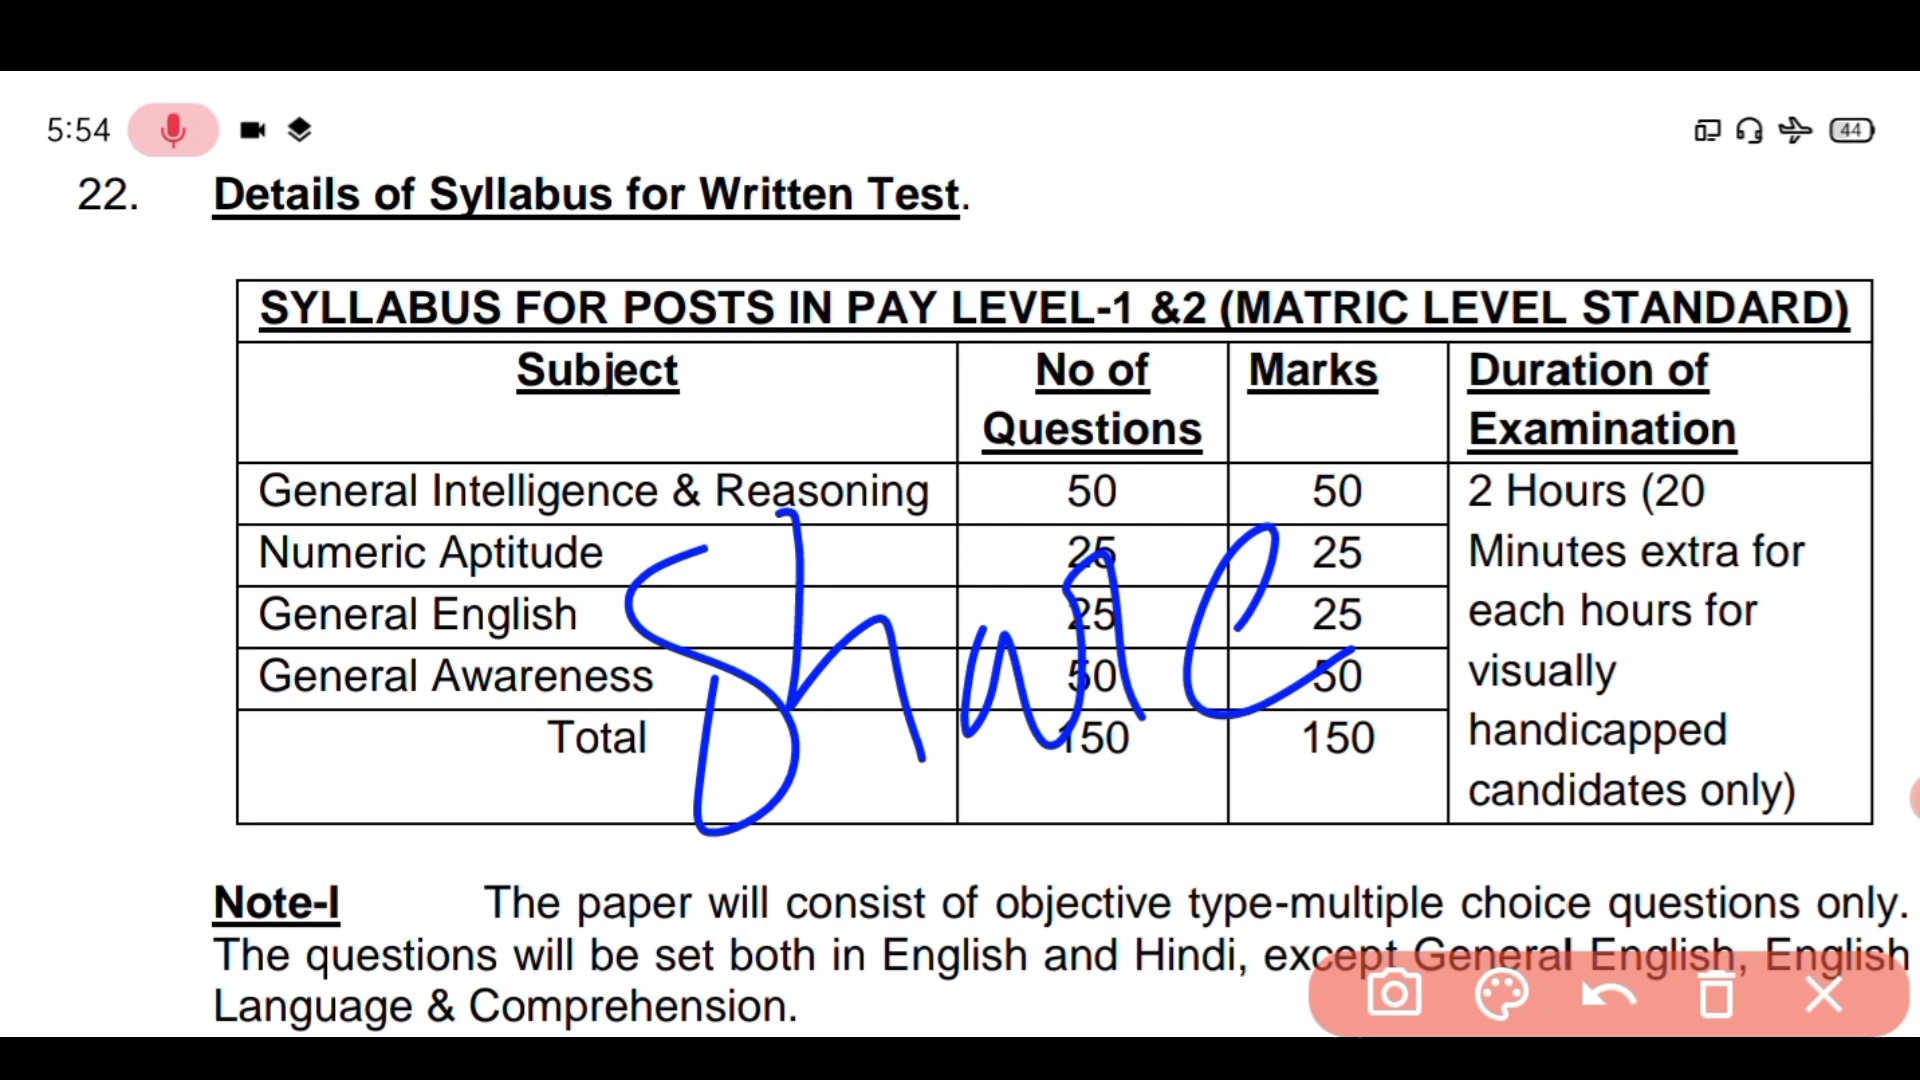 5:54
44
22. Details of Syllabus for Written Test.
SYLLABUS FOR POSTS IN PAY LEVEL-1 &2 (MATRIC LEVEL STANDARD)
Subject No of Questions Marks Duration of Examination
General Intelligence & Reasoning 50 50 2 Hours (20
Numeric Aptitude 25 25 Minutes extra for
General English 25 25 each hours for
General Awareness 50 50 visually
Total 150 150 handicapped
candidates only)
Note-I The paper will consist of objective type-multiple choice questions only.
The questions will be set both in English and Hindi, except General English, English
Language & Comprehension.